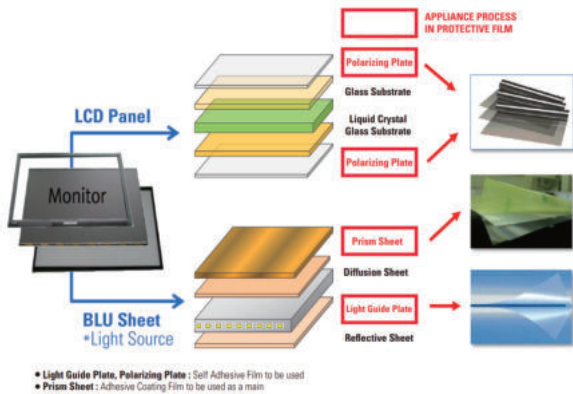 APPLIANCE PROCESS
IN PROTECTIVE FILM
Polarizing Plate
Glass Substrate
LCD Panel
Liquid Crystal
Glass Substrate
Polarizing Plate
Monitor
Prism Sheet
Diffusion Sheet
Light Guide Plate
BLU Sheet
•Light Source
Reflective Sheet
• Light Guide Plate, Polarizing Plate : Self Adhesive Film to be used
• Prism Sheet : Adhesive Coating Film to be used as a main